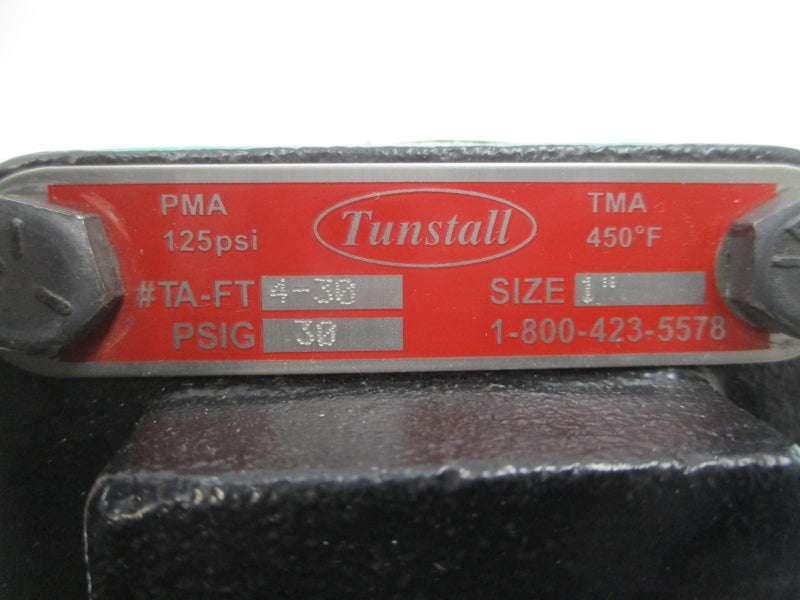 PMA
125psi
Tunstall
TMA
450°F
#TA-FT 4-30
SIZE 1"
PSIG 30
1-800-423-5578